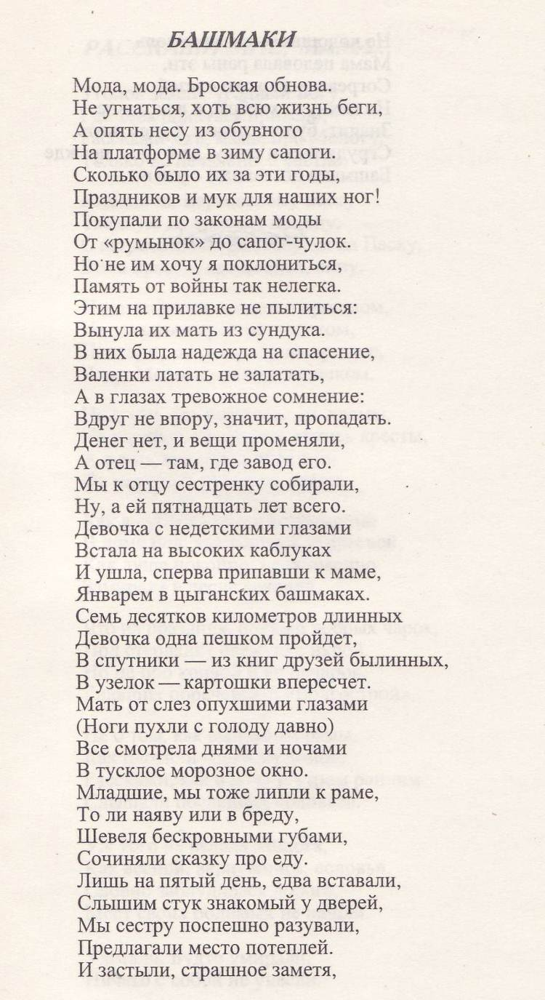 БАШМАКИ
Мода, мода. Броская обнова.
Не угнаться, хоть всю жизнь беги,
А опять несу из обувного
На платформе в зиму сапоги.
Сколько было их за эти годы,
Праздников и мук для наших ног!
Покупали по законам моды
От «румынок» до сапог-чулок.
Но не им хочу я поклониться,
Память от войны так нелегка.
Этим на прилавке не пылиться:
Вынула их мать из сундука.
В них была надежда на спасение,
Валенки латать не залатать,
А в глазах тревожное сомнение:
Вдруг не впору, значит, пропадать.
Денег нет, и вещи променяли,
А отец — там, где завод его.
Мы к отцу сестренку собирали,
Ну, а ей пятнадцать лет всего.
Девочка с недетскими глазами
Встала на высоких каблуках
И ушла, сперва припавши к маме,
Январем в цыганских башмаках.
Семь десятков километров длинных
Девочка одна пешком пройдет,
В спутники — из книг друзей былинных,
В узелок — картошки впересчет.
Мать от слез опухшими глазами
(Ноги пухли с голоду давно)
Все смотрела днями и ночами
В тусклое морозное окно.
Младшие, мы тоже липли к раме,
То ли наяву или в бреду,
Шевеля бескровными губами,
Сочиняли сказку про еду.
Лишь на пятый день, едва вставали,
Слышим стук знакомый у дверей,
Мы сестру поспешно разували,
Предлагали место потеплей.
И застыли, страшное заметя,